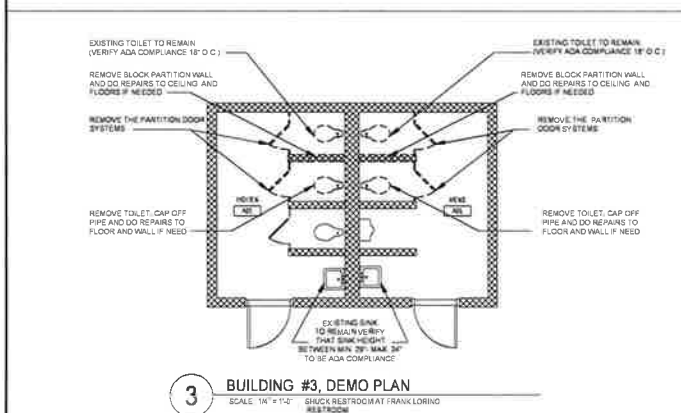 EXISTING TOILET TO REMAIN
(VERIFY ADA COMPLIANCE 18" O.C.)
REMOVE BLOCK PARTITION WALL
AND DO REPAIRS TO CEILING AND
FLOORS IF NEEDED
REMOVE THE PARTITION DOOR
SYSTEMS
REMOVE TOILET, CAP OFF
PIPE AND DO REPAIRS TO
FLOOR AND WALL IF NEED
EXISTING TOILET TO REMAIN
(VERIFY ADA COMPLIANCE 18" O.C.)
REMOVE BLOCK PARTITION WALL
AND DO REPAIRS TO CEILING AND
FLOORS IF NEEDED
REMOVE THE PARTITION DOOR
SYSTEMS
REMOVE TOILET, CAP OFF
PIPE AND DO REPAIRS TO
FLOOR AND WALL IF NEED
WOMEN
MENS
EXISTING SINK
TO REMAIN VERIFY
THAT SINK HEIGHT
BETWEEN MIN. 29"- MAX. 34"
TO BE ADA COMPLIANCE
3
BUILDING #3, DEMO PLAN
SCALE: 1/4" = 1'-0" SHUCK RESTROOM AT FRANK LORING
RESTROOM